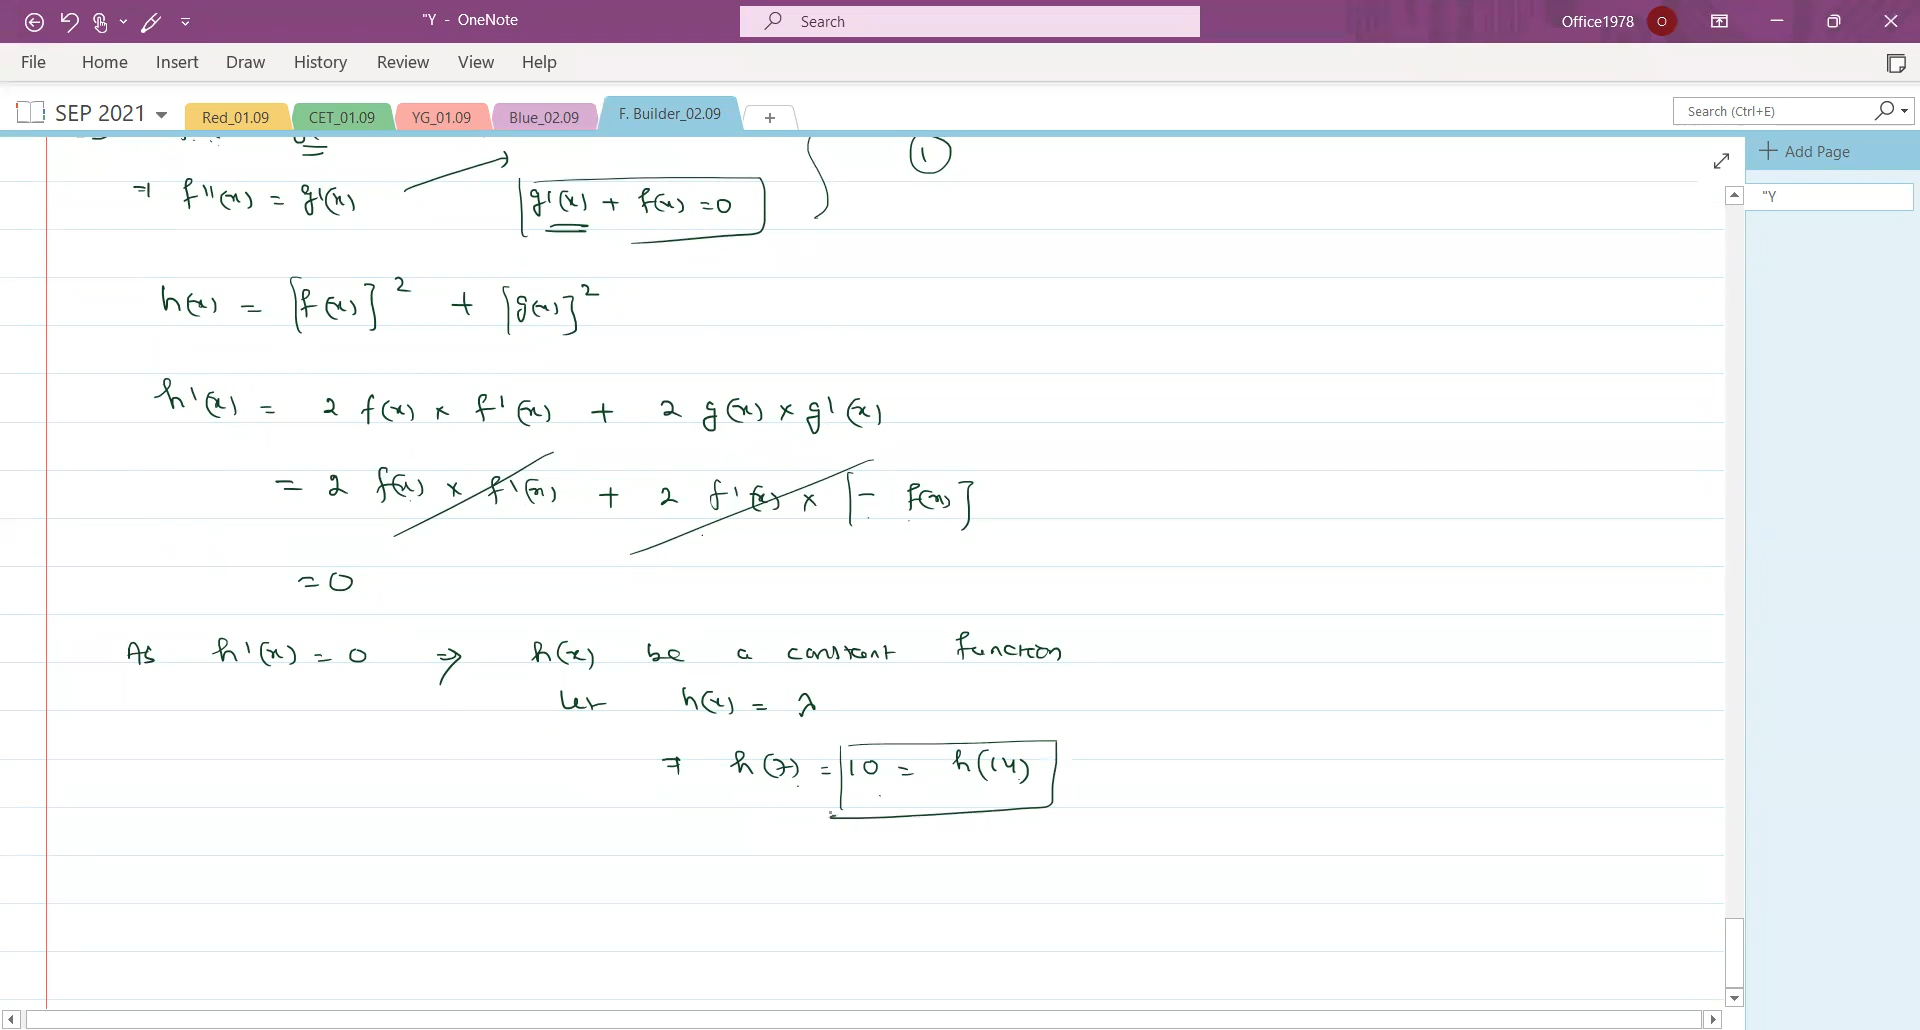 "Y - OneNote
Search
Office1978
O
File Home Insert Draw History Review View Help
SEP 2021
Red_01.09
CET_01.09
YG_01.09
Blue_02.09
F. Builder_02.09
+
Search (Ctrl+E)
+ Add Page
"Y
①
⇒ f''(x) = g'(x)
g'(x) + f(x) = 0
h(x) = [f(x)]² + [g(x)]²
h'(x) = 2 f(x) × f'(x) + 2 g(x) × g'(x)
= 2 f(x) × f'(x) + 2 f'(x) × [- f(x)]
= 0
As h'(x) = 0 ⇒ h(x) be a constant function
let h(x) = λ
⇒ h(7) = 10 = h(14)